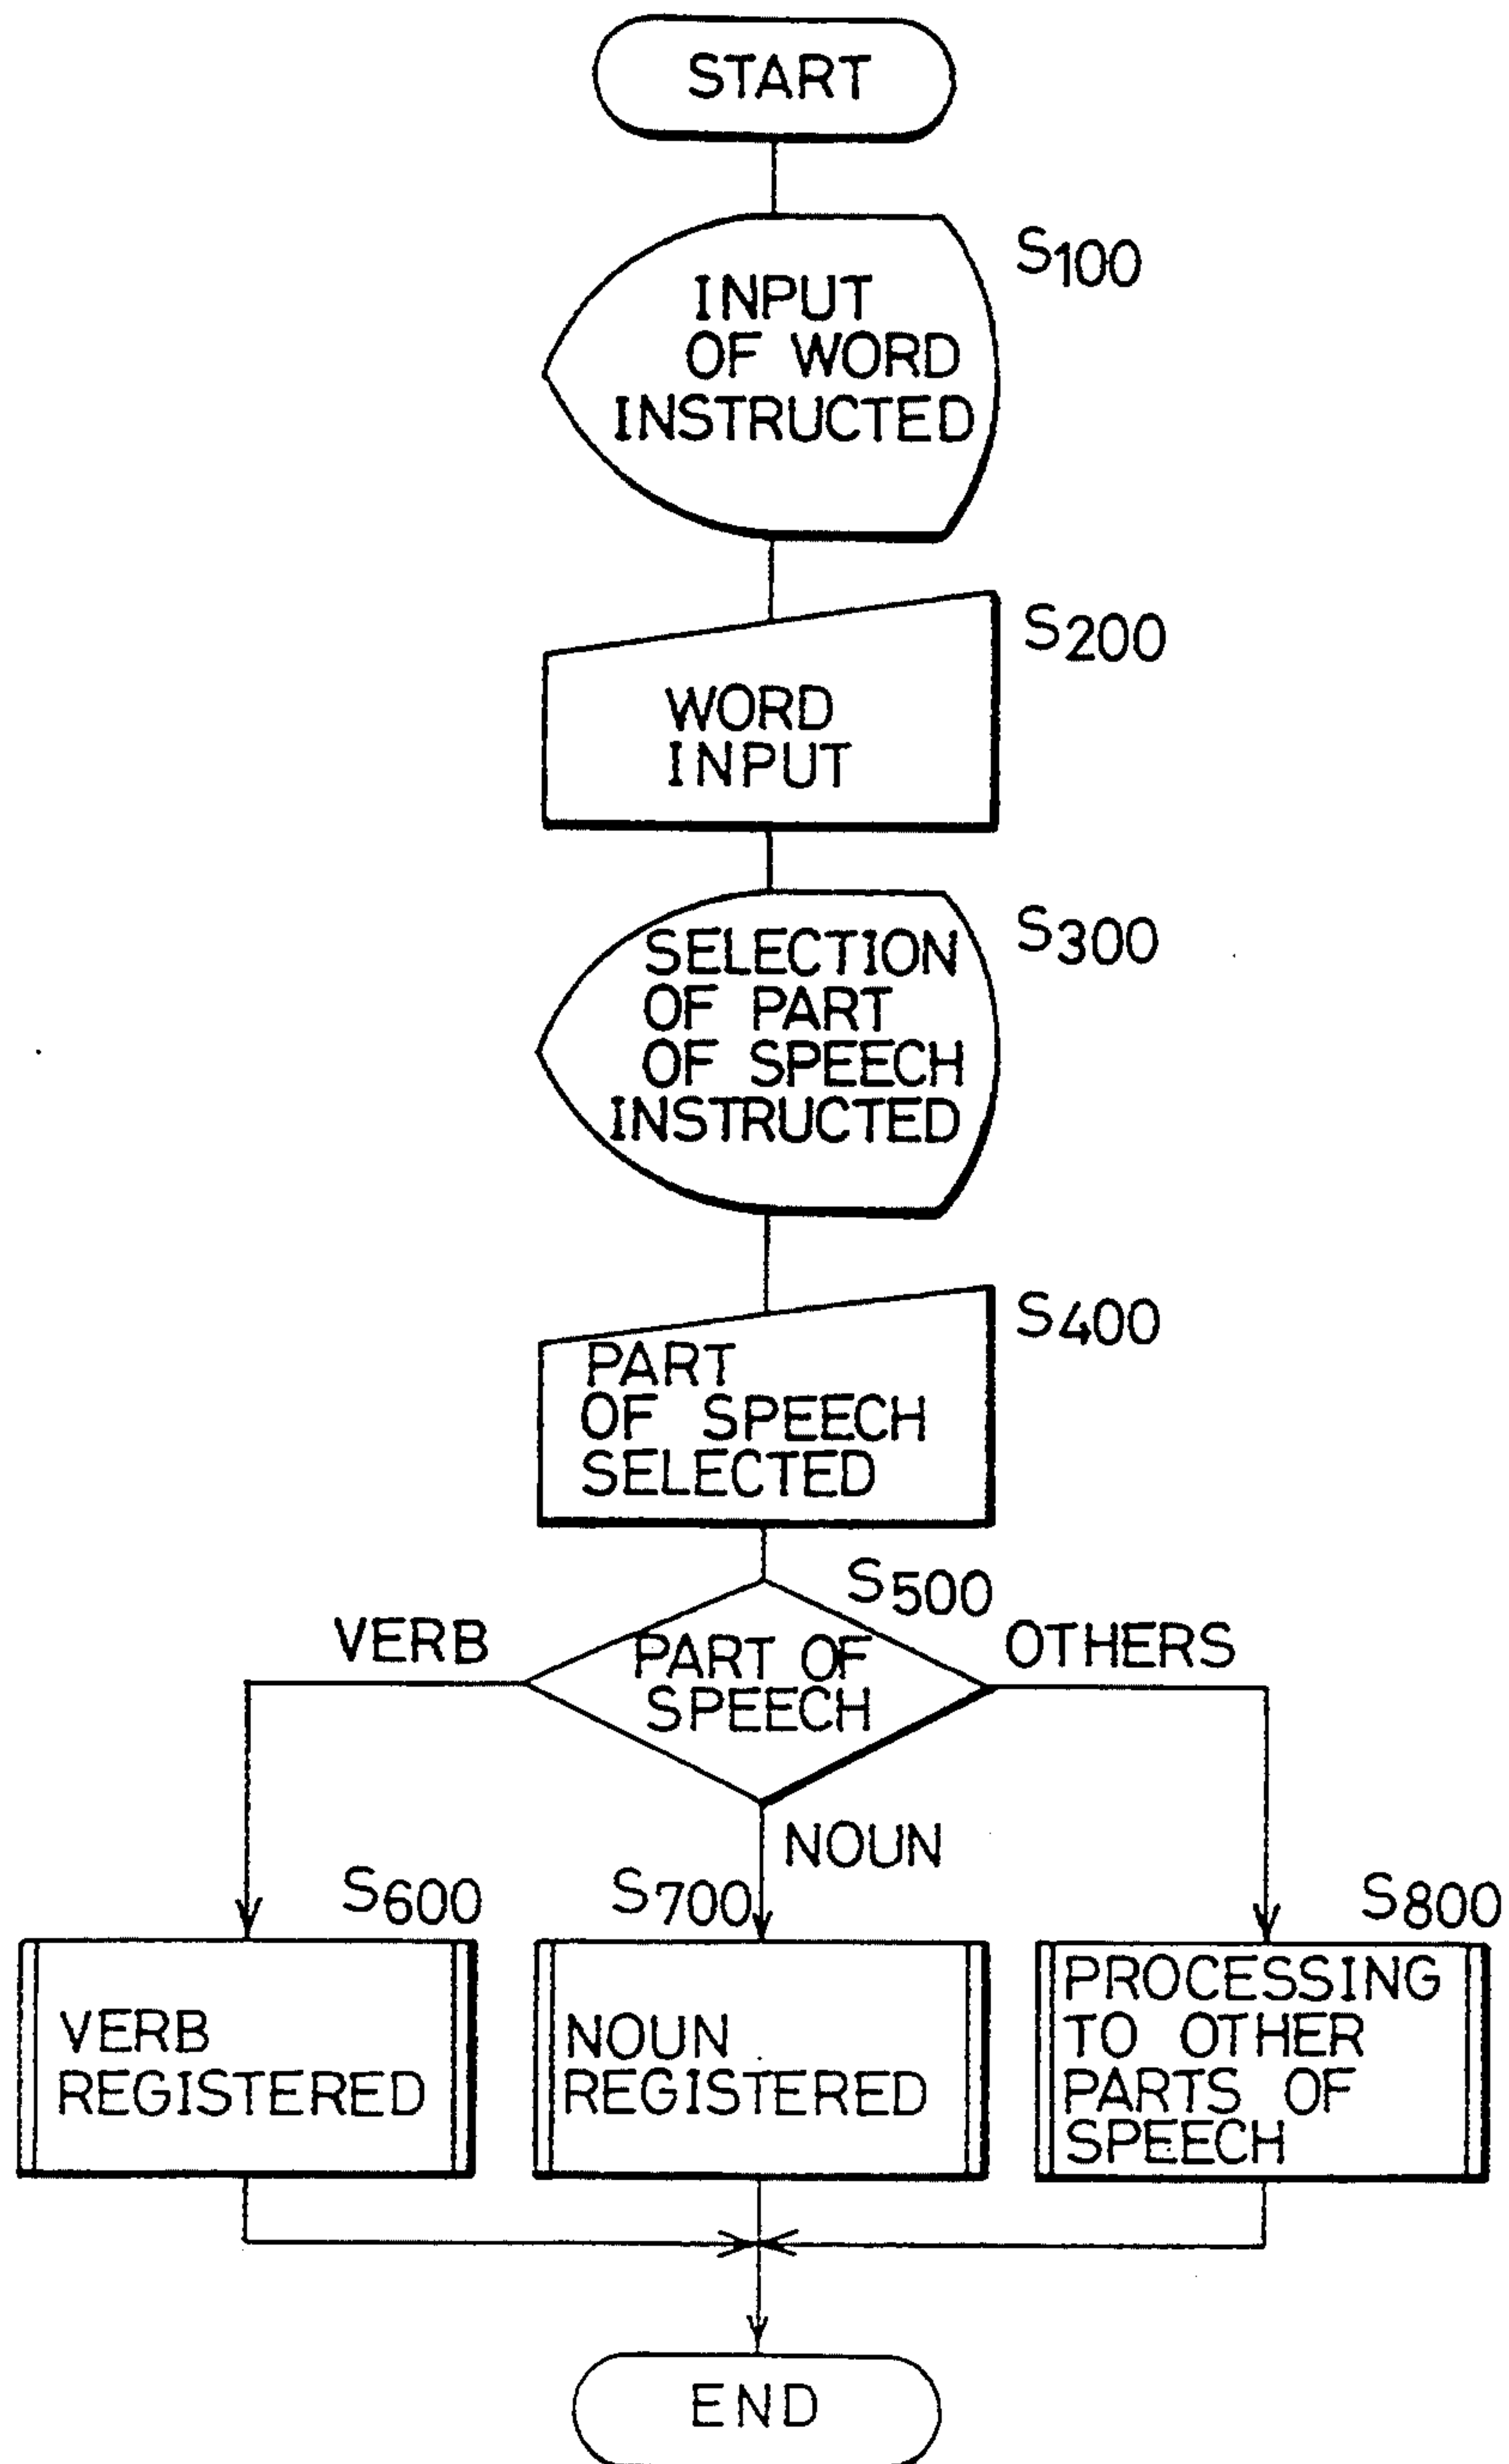 START
S100
INPUT
OF WORD
INSTRUCTED
S200
WORD
INPUT
S300
SELECTION
OF PART
OF SPEECH
INSTRUCTED
S400
PART
OF SPEECH
SELECTED
S500
VERB
PART OF
SPEECH
OTHERS
NOUN
S600
VERB
REGISTERED
S700
NOUN
REGISTERED
S800
PROCESSING
TO OTHER
PARTS OF
SPEECH
END